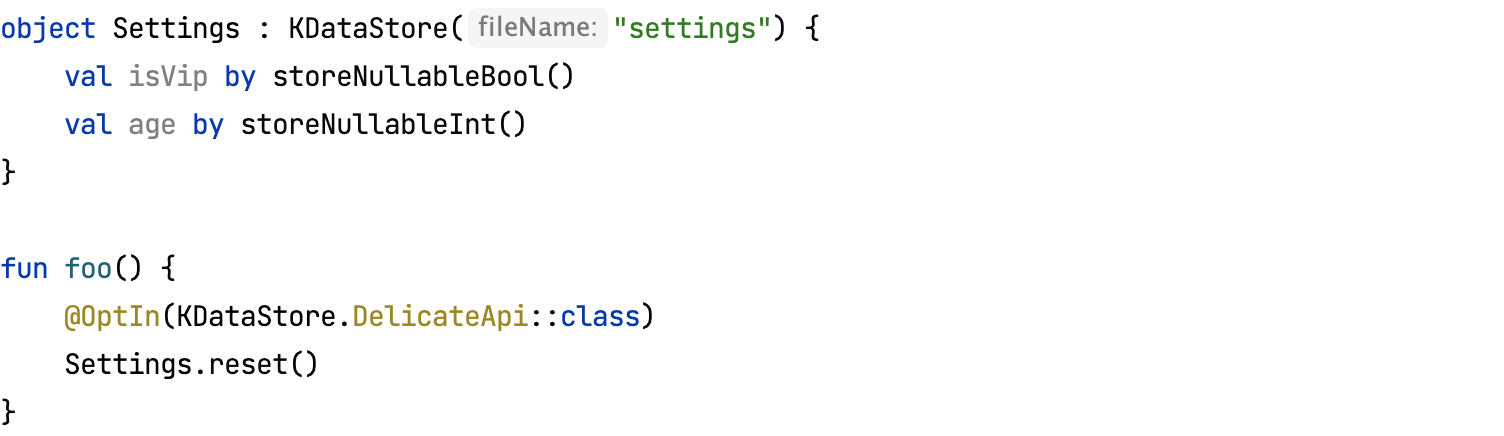 object Settings : KDataStore( fileName: "settings") {
    val isVip by storeNullableBool()
    val age by storeNullableInt()
}

fun foo() {
    @OptIn(KDataStore.DelicateApi::class)
    Settings.reset()
}